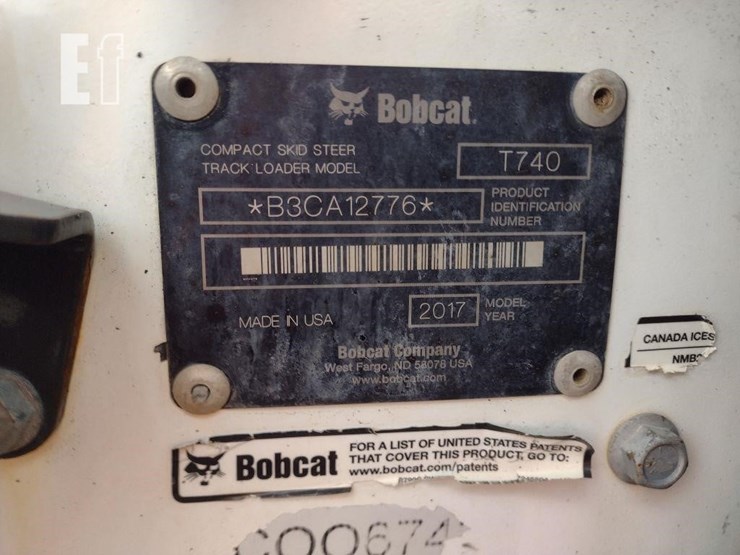 Ef
Bobcat.
COMPACT SKID STEER
TRACK LOADER MODEL
T740
*B3CA12776*
PRODUCT
IDENTIFICATION
NUMBER
MADE IN USA
2017
MODEL
YEAR
Bobcat Company
West Fargo, ND 58078 USA
www.bobcat.com
CANADA ICES
Bobcat
FOR A LIST OF UNITED STATES PATENTS
THAT COVER THIS PRODUCT, GO TO:
www.bobcat.com/patents